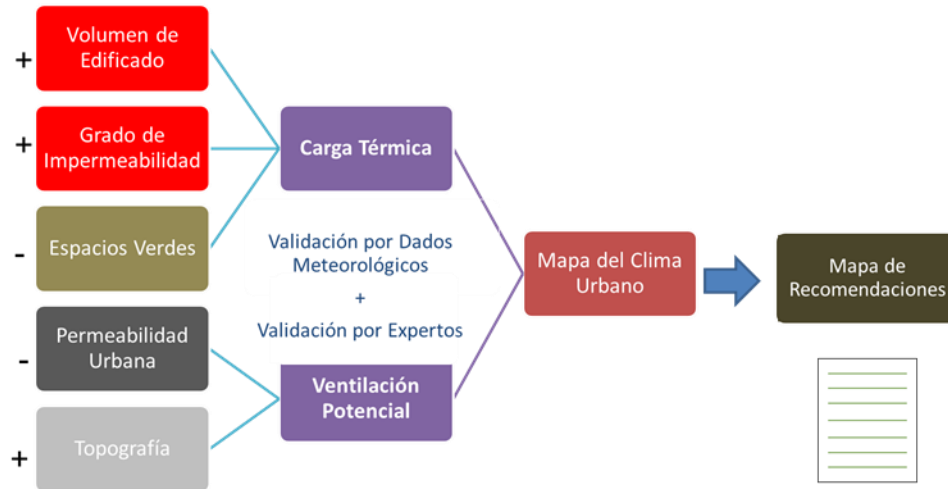 +
Volumen de
Edificado
+
Grado de
Impermeabilidad
-
Espacios Verdes
-
Permeabilidad
Urbana
+
Topografía
Carga Térmica
Validación por Dados
Meteorológicos
+
Validación por Expertos
Ventilación
Potencial
Mapa del Clima
Urbano
Mapa de
Recomendaciones